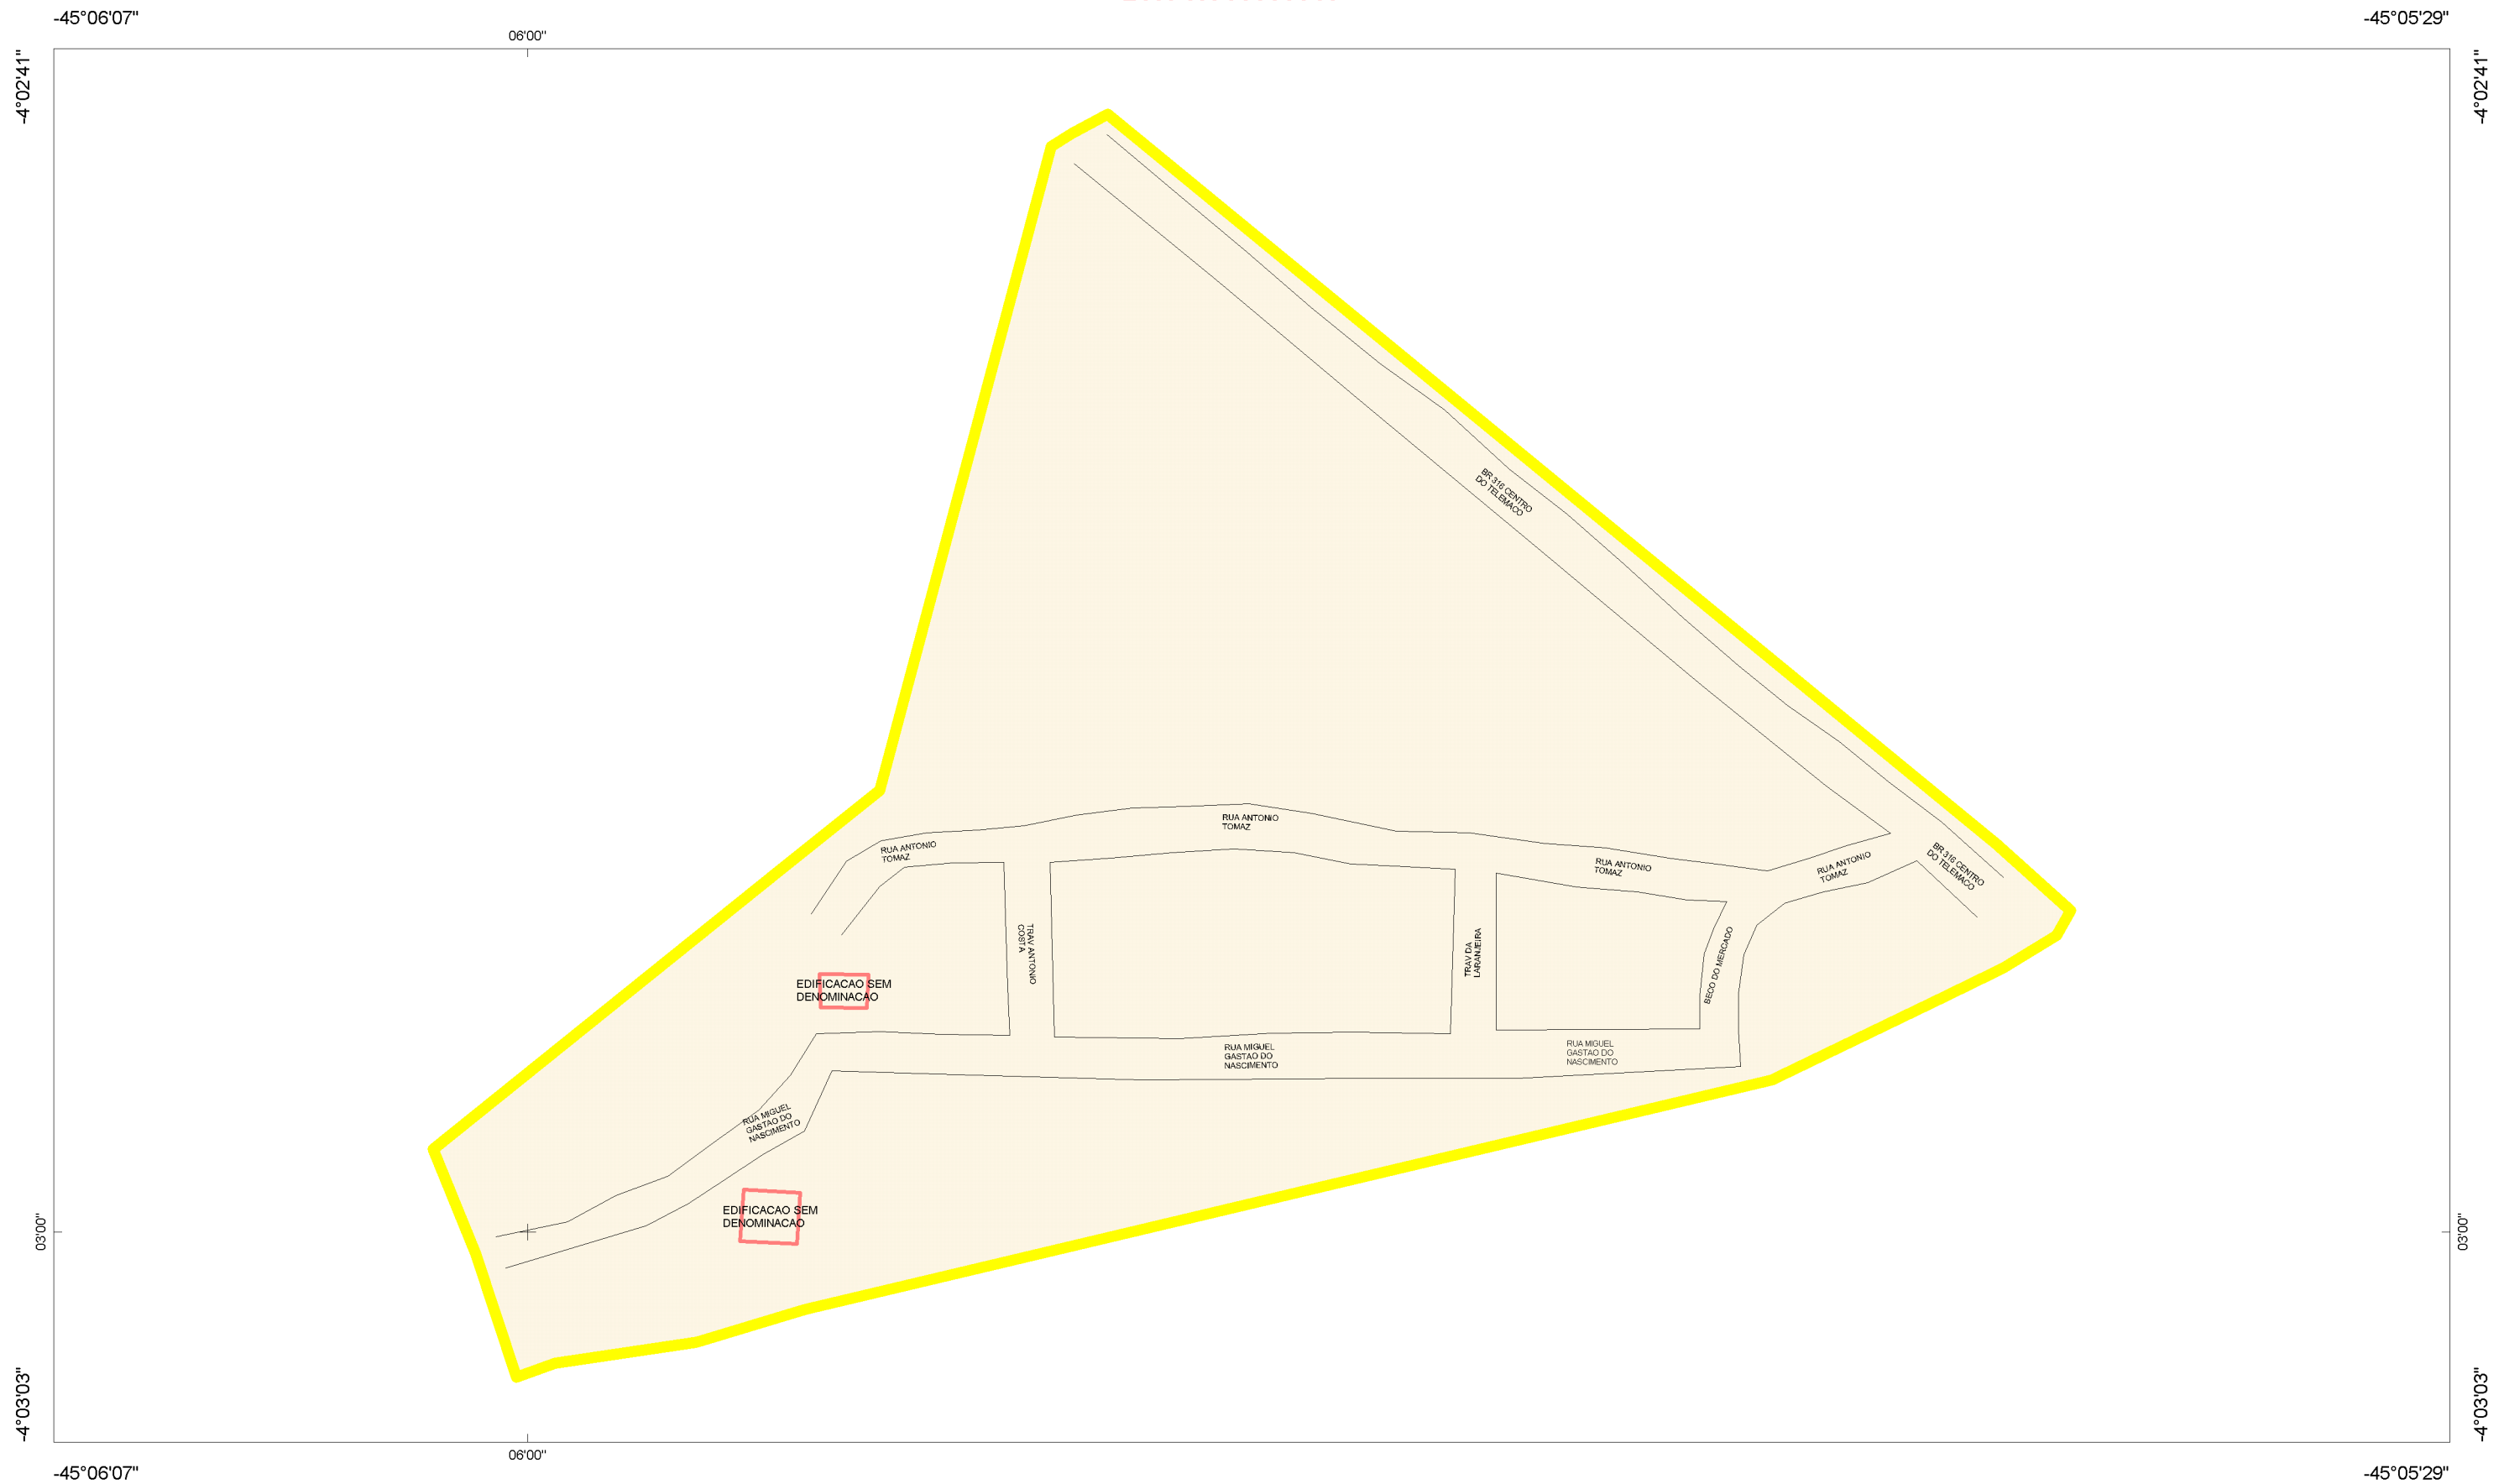 -45°06'07"
-45°05'29"
06'00"
-4°02'41"
-4°02'41"
BR 316 CENTRO
DO TELEMACO
RUA ANTONIO
TOMAZ
RUA ANTONIO
TOMAZ
RUA ANTONIO
TOMAZ
RUA ANTONIO
TOMAZ
BR 316 CENTRO
DO TELEMACO
TRAV ANTONIO
COSTA
TRAV DA
LARANJEIRA
BECO DO MERCADO
EDIFICACAO SEM
DENOMINACAO
RUA MIGUEL
GASTAO DO
NASCIMENTO
RUA MIGUEL
GASTAO DO
NASCIMENTO
RUA MIGUEL
GASTAO DO
NASCIMENTO
EDIFICACAO SEM
DENOMINACAO
03'00"
03'00"
-4°03'03"
-4°03'03"
06'00"
-45°06'07"
-45°05'29"